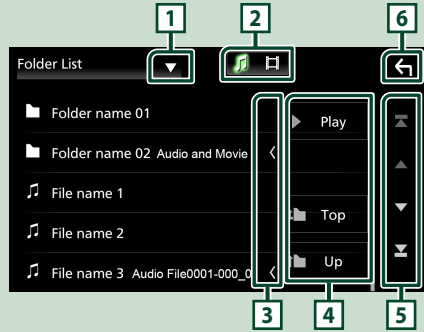 1 2 6
Folder List
Folder name 01
Play
Folder name 02 Audio and Movie
File name 1
File name 2
Top
File name 3 Audio File0001-000_0
Up
3 4 5